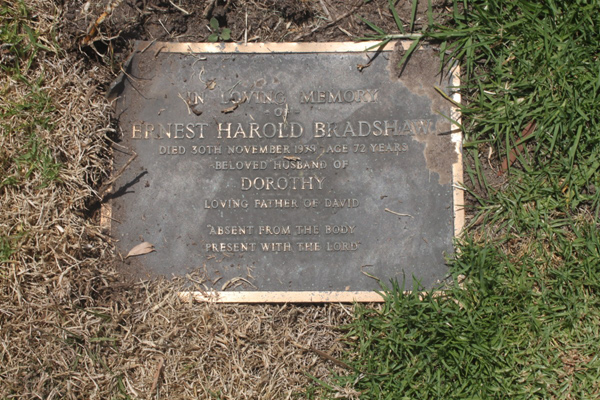 IN LOVING MEMORY
OF
ERNEST HAROLD BRADSHAW
DIED 30TH NOVEMBER AGE 72 YEARS
BELOVED HUSBAND OF
DOROTHY
LOVING FATHER OF DAVID
"ABSENT FROM THE BODY
PRESENT WITH THE LORD"